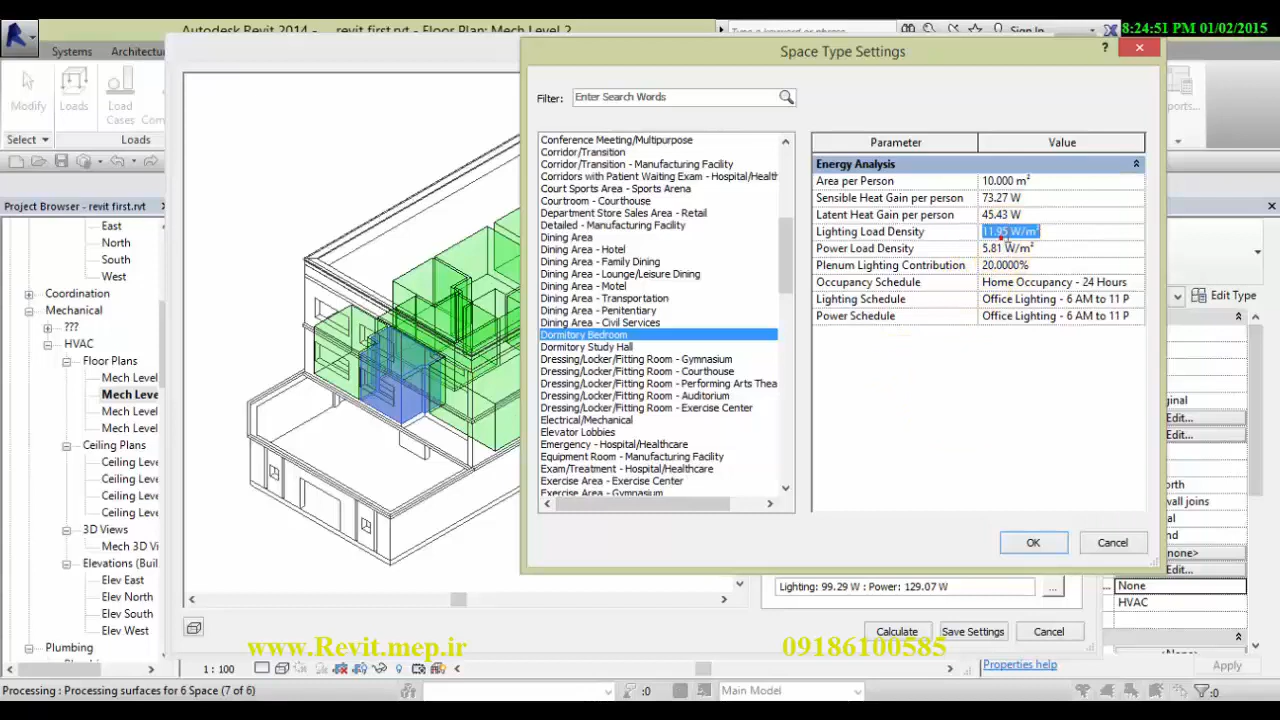 Autodesk Revit 2014 - revit first.rvt - Floor Plan: Mech Level 2
Sign In
8:24:51 PM 01/02/2015
Systems
Space Type Settings
?
Modify
Loads
Load
Cases
Select
Loads
Filter:
Enter Search Words
Project Browser - revit first.rvt
East
North
South
West
Coordination
Mechanical
???
HVAC
Floor Plans
Mech Level
Mech Leve
Mech Level
Mech Level
Ceiling Plans
Ceiling Leve
Ceiling Leve
Ceiling Leve
Ceiling Leve
3D Views
Mech 3D Vi
Elevations (Buil
Elev East
Elev North
Elev South
Elev West
Plumbing
Conference Meeting/Multipurpose
Corridor/Transition
Corridor/Transition - Manufacturing Facility
Corridors with Patient Waiting Exam - Hospital/Healt
Court Sports Area - Sports Arena
Courtroom - Courthouse
Department Store Sales Area - Retail
Detailed - Manufacturing Facility
Dining Area
Dining Area - Hotel
Dining Area - Family Dining
Dining Area - Lounge/Leisure Dining
Dining Area - Motel
Dining Area - Transportation
Dining Area - Penitentiary
Dining Area - Civil Services
Dormitory Bedroom
Dormitory Study Hall
Dressing/Locker/Fitting Room - Gymnasium
Dressing/Locker/Fitting Room - Courthouse
Dressing/Locker/Fitting Room - Performing Arts Thea
Dressing/Locker/Fitting Room - Auditorium
Dressing/Locker/Fitting Room - Exercise Center
Electrical/Mechanical
Elevator Lobbies
Emergency - Hospital/Healthcare
Equipment Room - Manufacturing Facility
Exam/Treatment - Hospital/Healthcare
Exercise Area - Exercise Center
Exercise Area - Gymnasium
Parameter Value
Energy Analysis
Area per Person 10.000 m²
Sensible Heat Gain per person 73.27 W
Latent Heat Gain per person 45.43 W
Lighting Load Density 11.95 W/m²
Power Load Density 5.81 W/m²
Plenum Lighting Contribution 20.0000%
Occupancy Schedule Home Occupancy - 24 Hours
Lighting Schedule Office Lighting - 6 AM to 11 P
Power Schedule Office Lighting - 6 AM to 11 P
OK Cancel
Edit Type
ginal
Edit...
Edit...
orth
wall joins
al
nd
none>
Edit...
None
HVAC
Lighting: 99.29 W : Power: 129.07 W
...
Calculate Save Settings Cancel
www.Revit.mep.ir
09186100585
1 : 100
Properties help
Apply
Processing : Processing surfaces for 6 Space (7 of 6)
:0
Main Model
:0